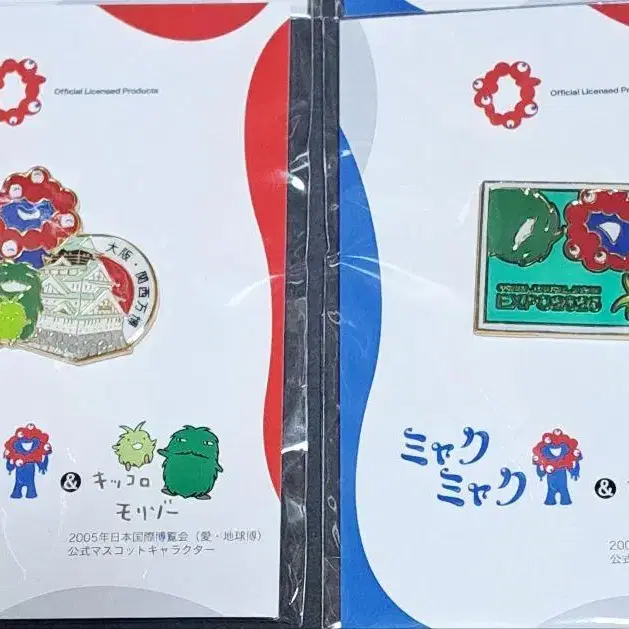 Official Licensed Products
大阪・関西万博
&
キッコロ
モリゾー
2005年日本国際博覧会（愛・地球博）
公式マスコットキャラクター
Official Licensed Pro
EXPO2025
ミャク
ミャク
&
200
公式